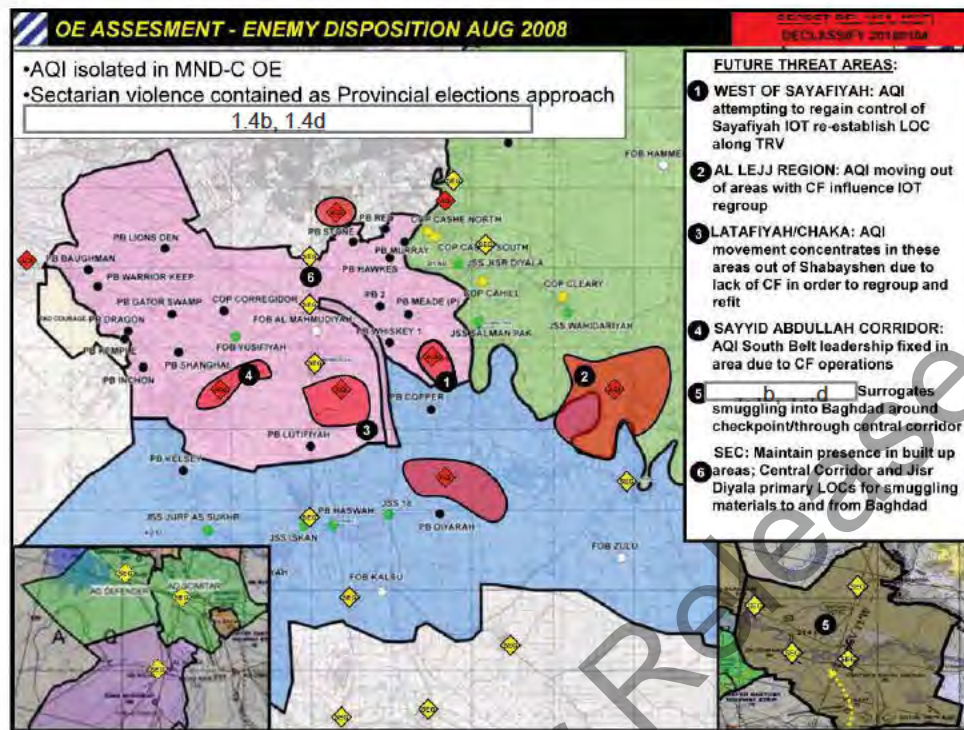 OE ASSESMENT - ENEMY DISPOSITION AUG 2008
DECLASSIFY
•AQI isolated in MND-C OE
•Sectarian violence contained as Provincial elections approach
1.4b, 1.4d
FUTURE THREAT AREAS:
1 WEST OF SAYAFIYAH: AQI
attempting to regain control of
Sayafiyah IOT re-establish LOC
along TRV
2 AL LEJJ REGION: AQI moving out
of areas with CF influence IOT
regroup
3 LATAFIYAH/CHAKA: AQI
movement concentrates in these
areas out of Shabayshen due to
lack of CF in order to regroup and
refit
4 SAYYID ABDULLAH CORRIDOR:
AQI South Belt leadership fixed in
area due to CF operations
5 Surrogates
smuggling into Baghdad around
checkpoint/through central corridor
6 SEC: Maintain presence in built up
areas; Central Corridor and Jisr
Diyala primary LOCs for smuggling
materials to and from Baghdad
FOB HAMME
PB LIONS DEN
PB STONE
PB RED
COP CASHE NORTH
PB BAUGHMAN
PB MURRAY
COP SOUTH
PB WARRIOR KEEP
6
PB HAWKES
JSS JISR DIYALA
PB GATOR SWAMP
COP CORREGIDOR
PB 2
PB MEADE (P)
COP CAHILL
COP CLEARY
COURAGE
PB DRAGON
FOB AL MAHMUDIYAH
PB WHISKEY 1
JSS SALMAN PAK
JSS WAHIDARIYAH
PB KEMPLE
FOB YUSIFIYAH
PB SHANGHAI
PB INCHON
4
1
2
PB COPPER
3
PB LUTIFIYAH
PB KELSEY
JSS JURF AS SUKHR
PB HASWAH
JSS 18
PB DIYARAH
JSS ISKAN
FOB ZULU
FOB KALSU
AO DEFENDER
AO SCIMITAR
SEC
5
Release